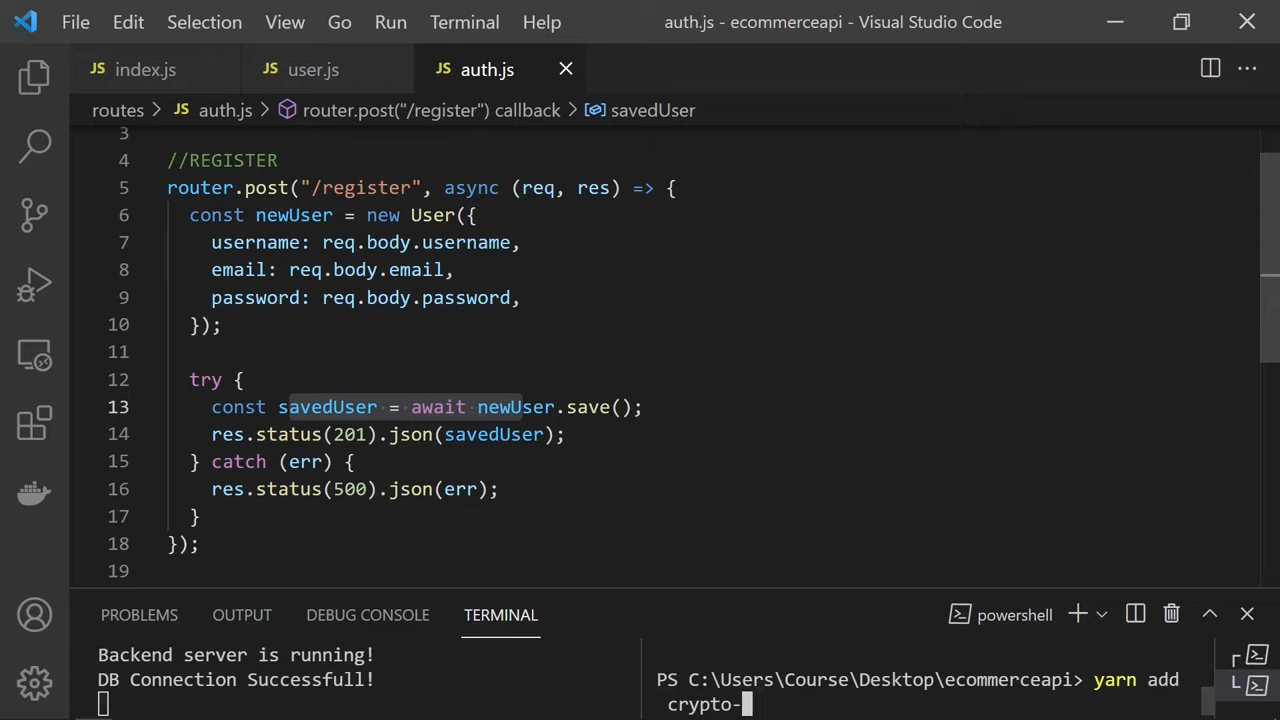 File Edit Selection View Go Run Terminal Help auth.js - ecommerceapi - Visual Studio Code
JS index.js JS user.js JS auth.js
routes > JS auth.js > router.post("/register") callback > savedUser
3
4 //REGISTER
5 router.post("/register", async (req, res) => {
6 const newUser = new User({
7 username: req.body.username,
8 email: req.body.email,
9 password: req.body.password,
10 });
11
12 try {
13 const savedUser = await newUser.save();
14 res.status(201).json(savedUser);
15 } catch (err) {
16 res.status(500).json(err);
17 }
18 });
19
PROBLEMS OUTPUT DEBUG CONSOLE TERMINAL powershell
Backend server is running!
DB Connection Successfull!
PS C:\Users\Course\Desktop\ecommerceapi> yarn add
crypto-